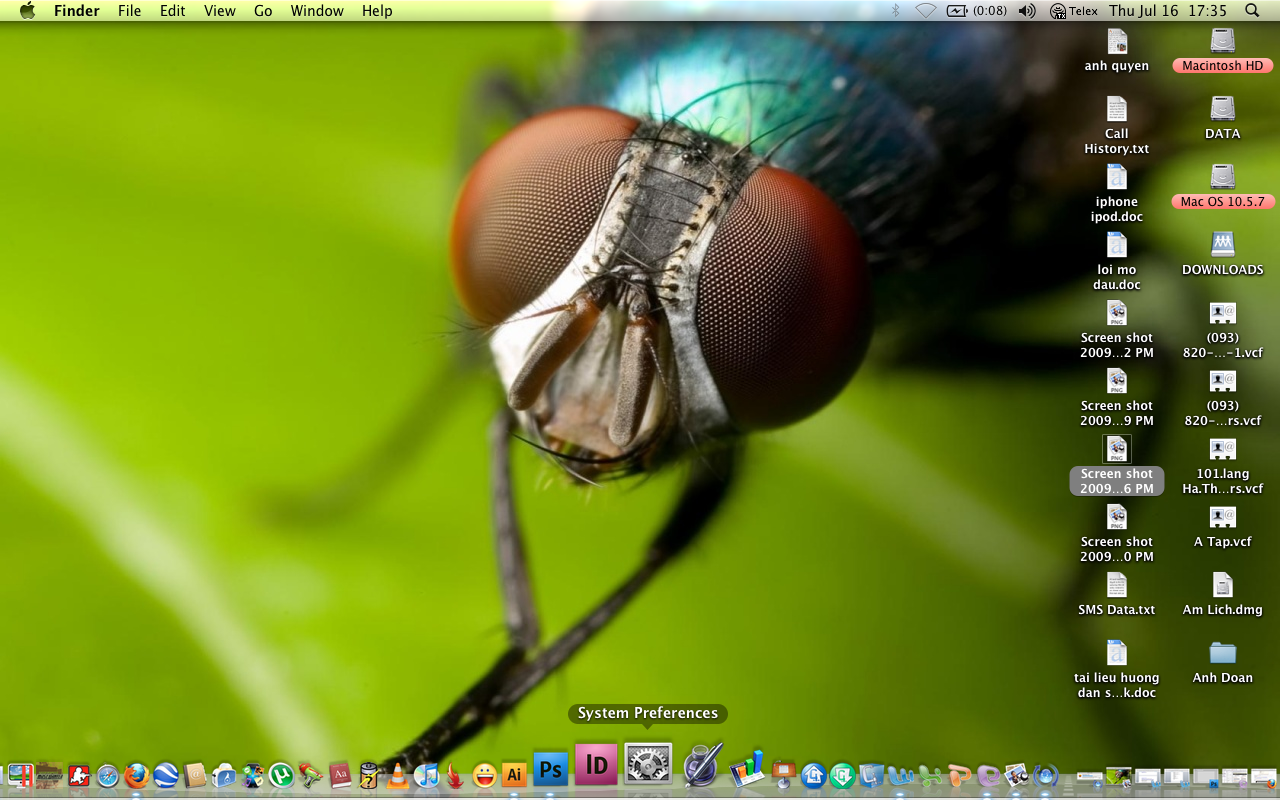 Finder File Edit View Go Window Help (0:08) Telex Thu Jul 16 17:35
anh quyen
Macintosh HD
Call
History.txt
DATA
iphone
ipod.doc
Mac OS 10.5.7
loi mo
dau.doc
DOWNLOADS
Screen shot
2009...2 PM
(093)
820-...-1.vcf
Screen shot
2009...9 PM
(093)
820-...rs.vcf
Screen shot
2009...6 PM
101.lang
Ha.Th...rs.vcf
Screen shot
2009...0 PM
A Tap.vcf
SMS Data.txt
Am Lich.dmg
tai lieu huong
dan s...k.doc
Anh Doan
System Preferences
Aa
Ai
Ps
ID